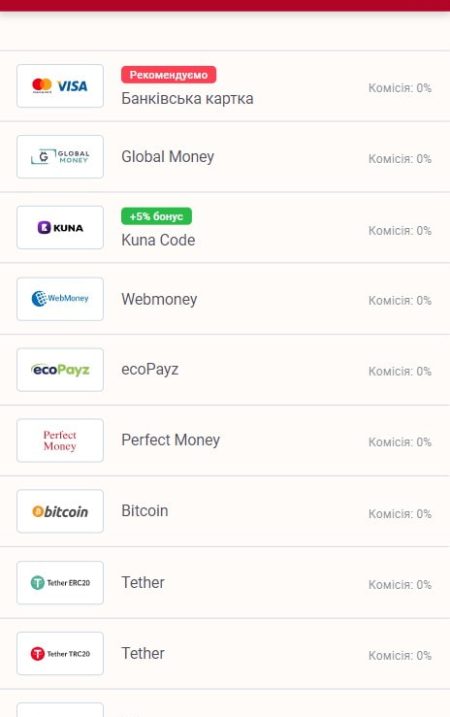 VISA
Рекомендуємо
Банківська картка
Комісія: 0%
GLOBAL
MONEY
Global Money
Комісія: 0%
KUNA
+5% бонус
Kuna Code
Комісія: 0%
WebMoney
Webmoney
Комісія: 0%
ecoPayz
ecoPayz
Комісія: 0%
Perfect
Money
Perfect Money
Комісія: 0%
bitcoin
Bitcoin
Комісія: 0%
Tether ERC20
Tether
Комісія: 0%
Tether TRC20
Tether
Комісія: 0%